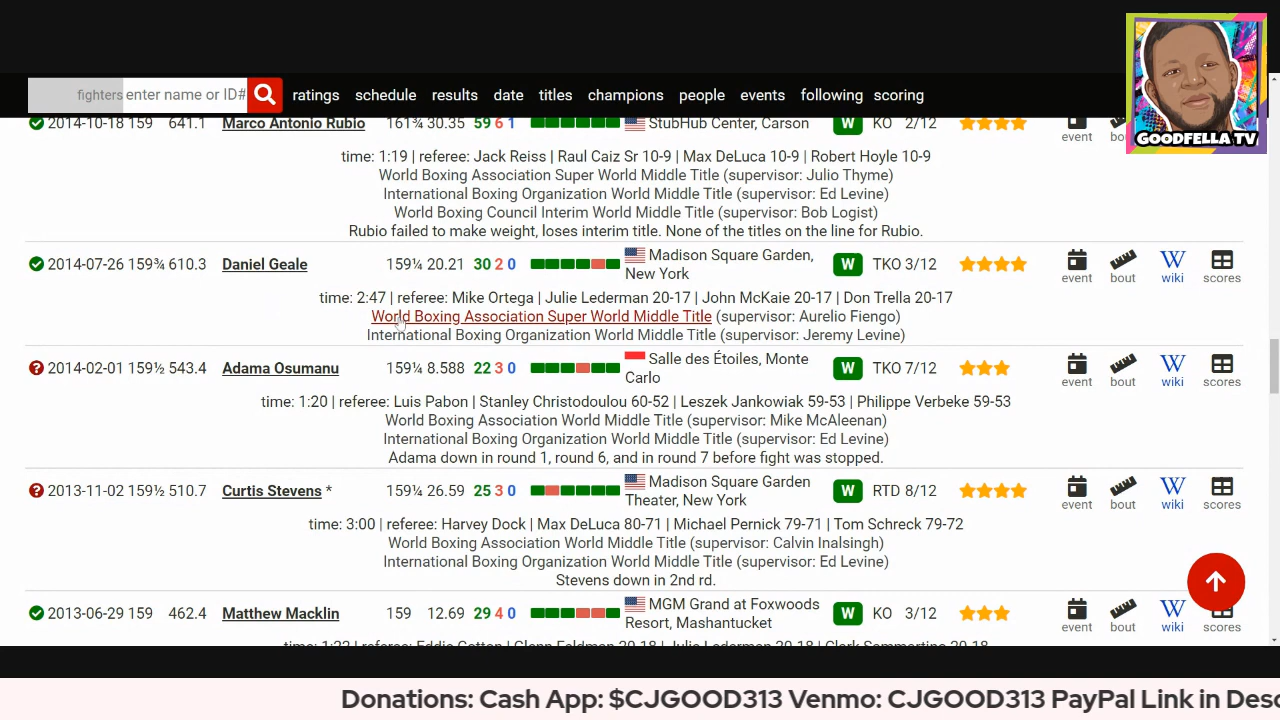 GOODFELLA TV
fighters enter name or ID# ratings schedule results date titles champions people events following scoring
2014-10-18 159 641.1 Marco Antonio Rubio 161¾ 59 6 1 StubHub Center, Carson W KO 2/12 event
time: 1:19 | referee: Jack Reiss | Raul Caiz Sr 10-9 | Max DeLuca 10-9 | Robert Hoyle 10-9
World Boxing Association Super World Middle Title (supervisor: Julio Thyme)
International Boxing Organization World Middle Title (supervisor: Ed Levine)
World Boxing Council Interim World Middle Title (supervisor: Bob Logist)
Rubio failed to make weight, loses interim title. None of the titles on the line for Rubio.
2014-07-26 159¾ 610.3 Daniel Geale 159¼ 20.21 30 2 0 Madison Square Garden, New York W TKO 3/12 event bout W wiki scores
time: 2:47 | referee: Mike Ortega | Julie Lederman 20-17 | John McKaie 20-17 | Don Trella 20-17
World Boxing Association Super World Middle Title (supervisor: Aurelio Fiengo)
International Boxing Organization World Middle Title (supervisor: Jeremy Levine)
2014-02-01 159½ 543.4 Adama Osumanu 159¼ 8.588 22 3 0 Salle des Étoiles, Monte Carlo W TKO 7/12 event bout W wiki scores
time: 1:20 | referee: Luis Pabon | Stanley Christodoulou 60-52 | Leszek Jankowiak 59-53 | Philippe Verbeke 59-53
World Boxing Association World Middle Title (supervisor: Mike McAleenan)
International Boxing Organization World Middle Title (supervisor: Ed Levine)
Adama down in round 1, round 6, and in round 7 before fight was stopped.
2013-11-02 159½ 510.7 Curtis Stevens * 159¼ 26.59 25 3 0 Madison Square Garden Theater, New York W RTD 8/12 event bout W wiki scores
time: 3:00 | referee: Harvey Dock | Max DeLuca 80-71 | Michael Pernick 79-71 | Tom Schreck 79-72
World Boxing Association World Middle Title (supervisor: Calvin Inalsingh)
International Boxing Organization World Middle Title (supervisor: Ed Levine)
Stevens down in 2nd rd.
2013-06-29 159 462.4 Matthew Macklin 159 12.69 29 4 0 MGM Grand at Foxwoods Resort, Mashantucket W KO 3/12 event bout W wiki scores
Donations: Cash App: $CJGOOD313 Venmo: CJGOOD313 PayPal Link in Desc